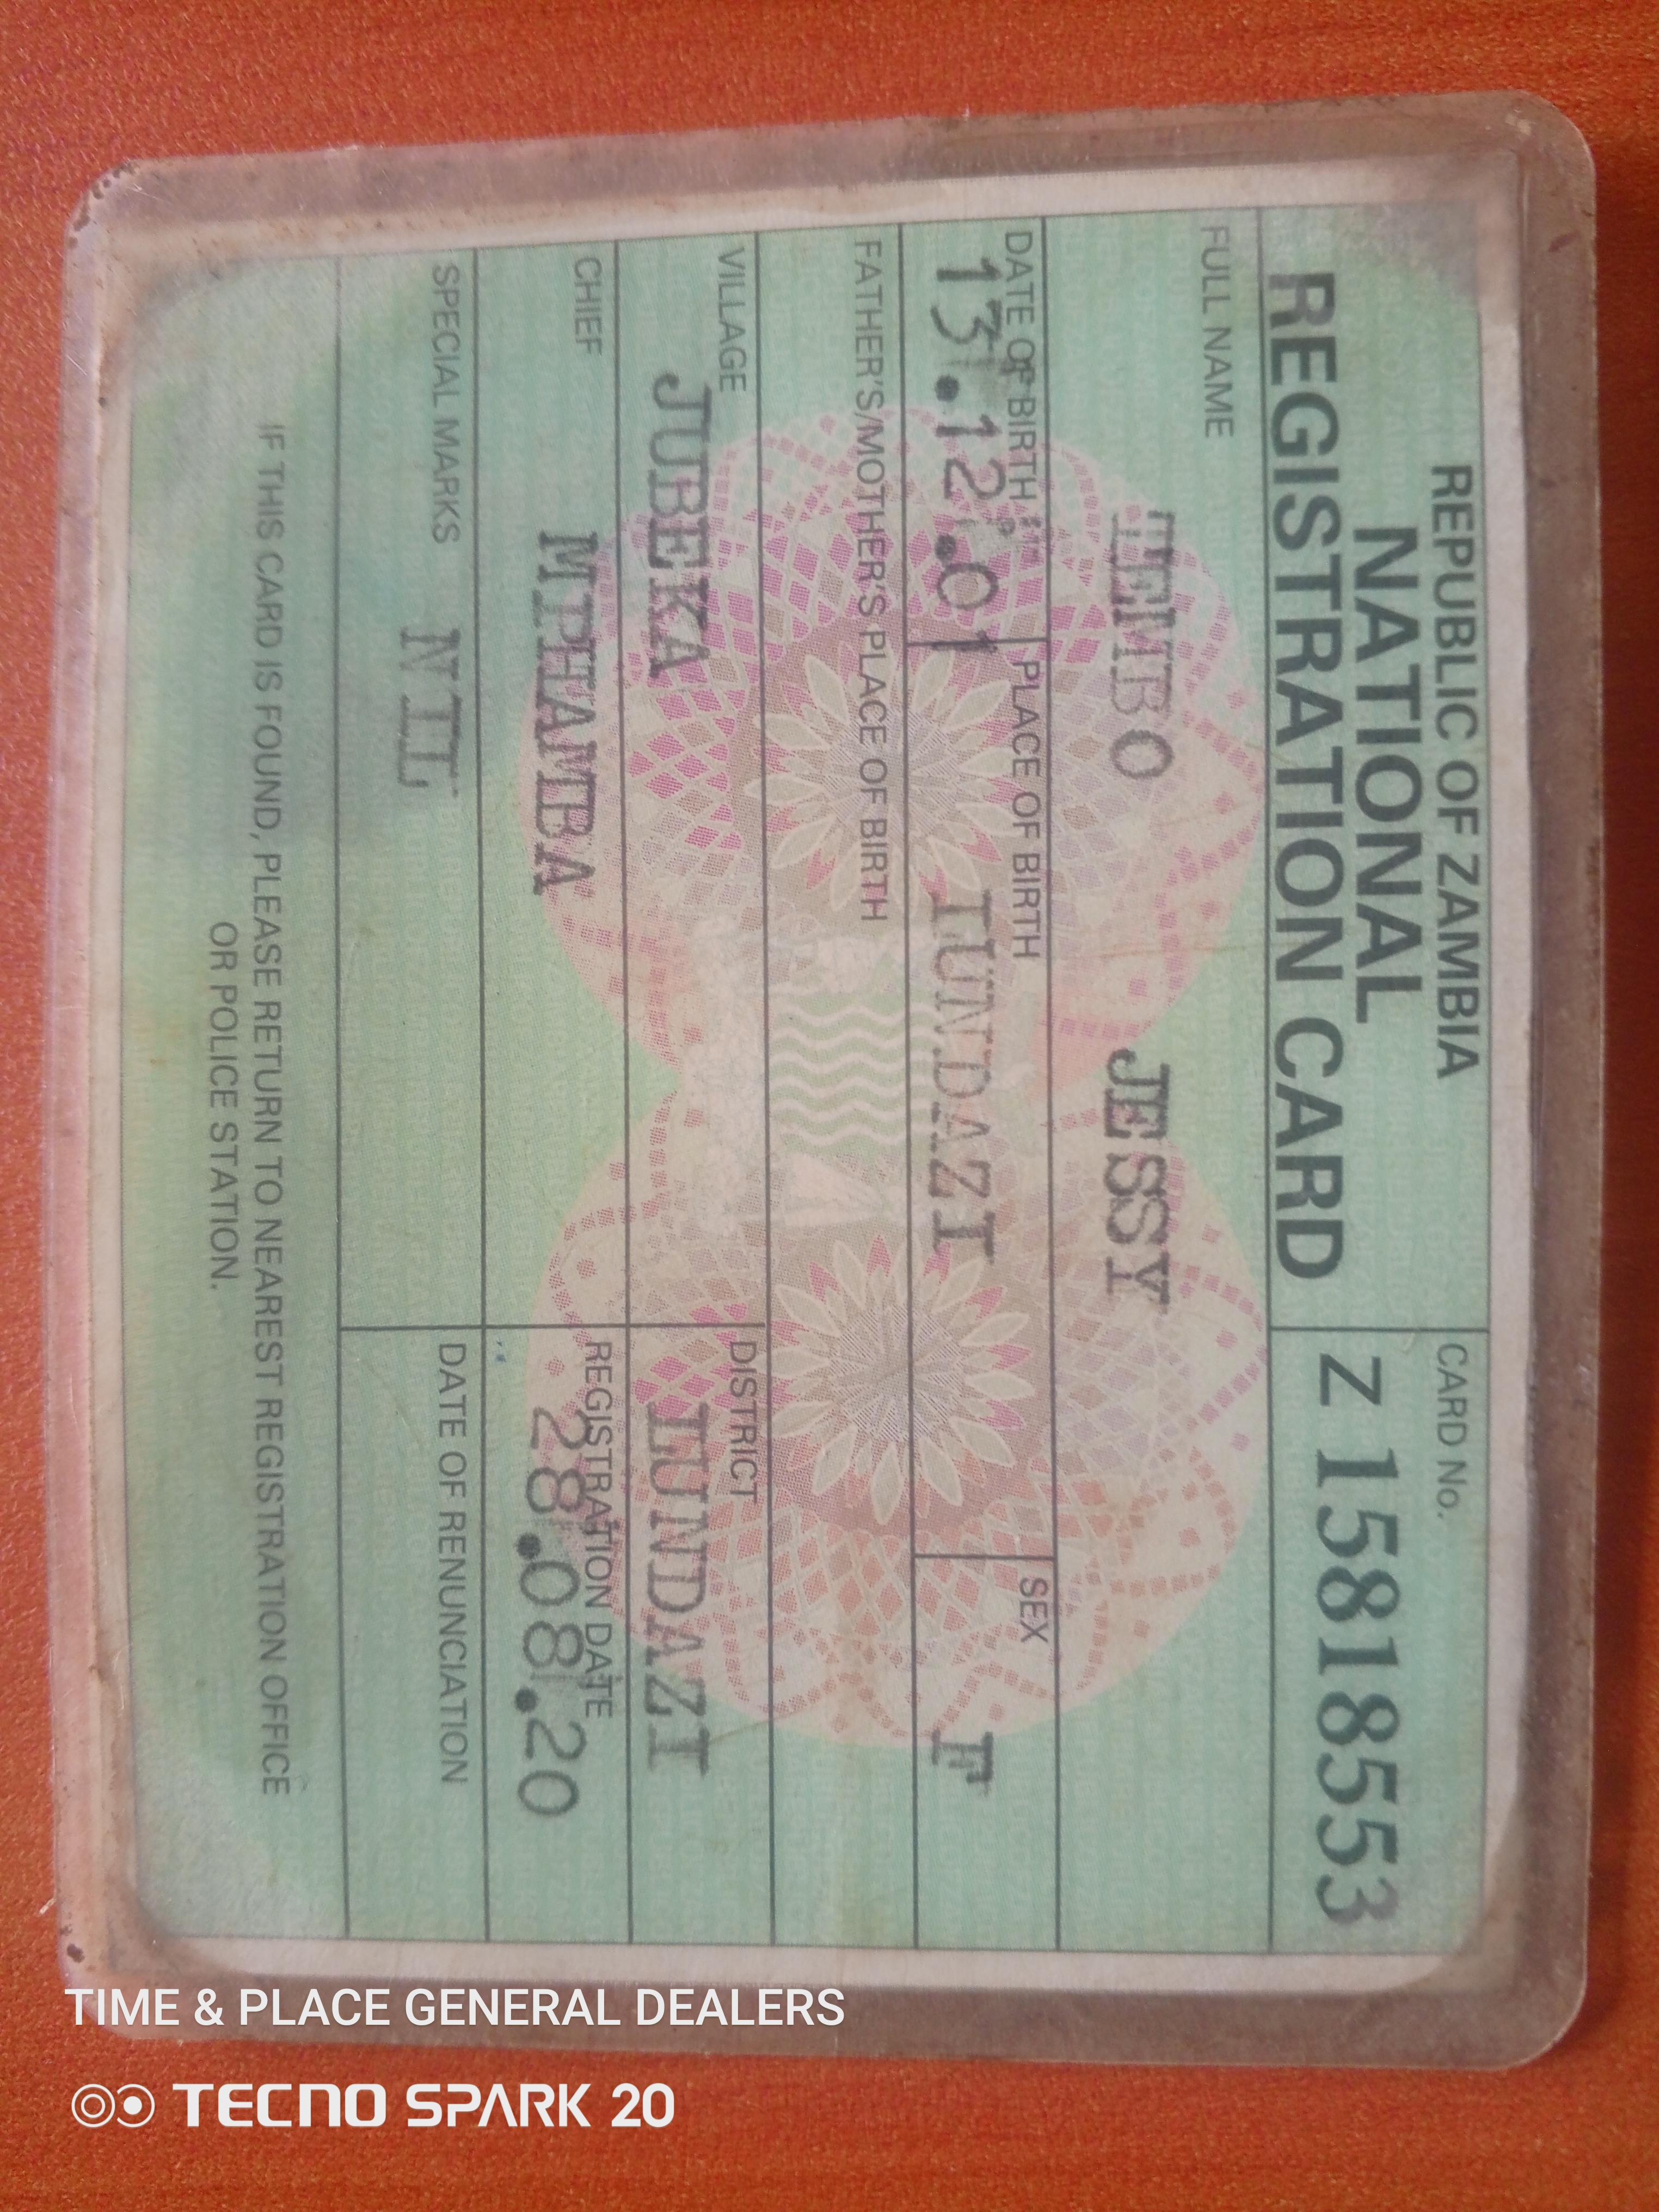 REPUBLIC OF ZAMBIA
NATIONAL
REGISTRATION CARD
CARD No.
Z 15818553
FULL NAME
TEMBO JESSY
DATE OF BIRTH PLACE OF BIRTH SEX
13.12.01 LUNDAZI F
FATHER'S/MOTHER'S PLACE OF BIRTH
VILLAGE DISTRICT
JUBEKA LUNDAZI
CHIEF REGISTRATION DATE
MPHAMBA 28.08.20
SPECIAL MARKS DATE OF RENUNCIATION
NIL
IF THIS CARD IS FOUND, PLEASE RETURN TO NEAREST REGISTRATION OFFICE
OR POLICE STATION.
TIME & PLACE GENERAL DEALERS
TECNO SPARK 20